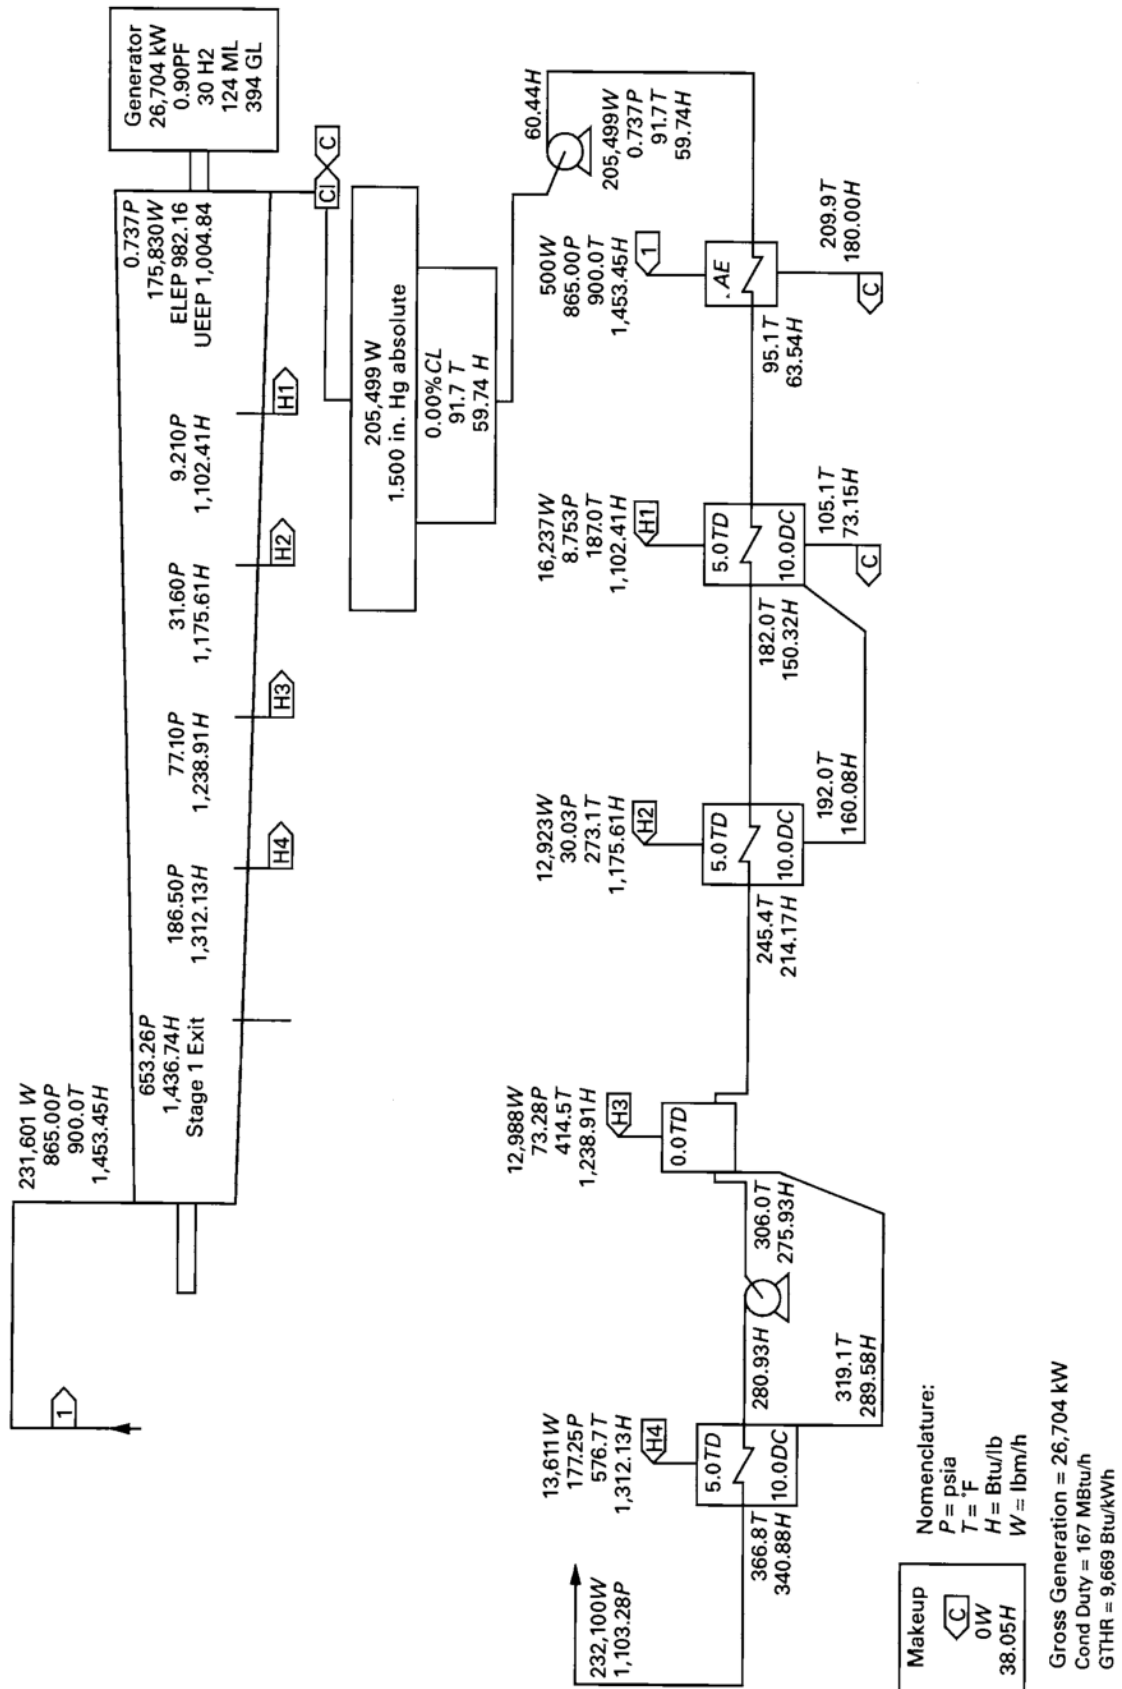 Generator
26,704 kW
0.90PF
30 H2
124 ML
394 GL
0.737P
175,830W
ELEP 982.16
UEEP 1,004.84
9.210P
1,102.41H
31.60P
1,175.61H
77.10P
1,238.91H
186.50P
1,312.13H
653.26P
1,436.74H
Stage 1 Exit
231,601 W
865.00P
900.0T
1,453.45H
1
H4
H3
H2
H1
CI
C
205,499 W
1.500 in. Hg absolute
0.00%CL
91.7 T
59.74 H
60.44H
205,499W
0.737P
91.7T
59.74H
500W
865.00P
900.0T
1,453.45H
1
.AE
209.9T
180.00H
C
95.1T
63.54H
16,237W
8.753P
187.0T
1,102.41H
H1
5.0TD
10.0DC
105.1T
73.15H
C
182.0T
150.32H
12,923W
30.03P
273.1T
1,175.61H
H2
5.0TD
10.0DC
192.0T
160.08H
245.4T
214.17H
12,988W
73.28P
414.5T
1,238.91H
H3
0.0TD
306.0T
275.93H
280.93H
319.1T
289.58H
13,611W
177.25P
576.7T
1,312.13H
H4
5.0TD
10.0DC
366.8T
340.88H
232,100W
1,103.28P
Makeup
C
0W
38.05H
Nomenclature:
P = psia
T = °F
H = Btu/lb
W = lbm/h
Gross Generation = 26,704 kW
Cond Duty = 167 MBtu/h
GTHR = 9,669 Btu/kWh